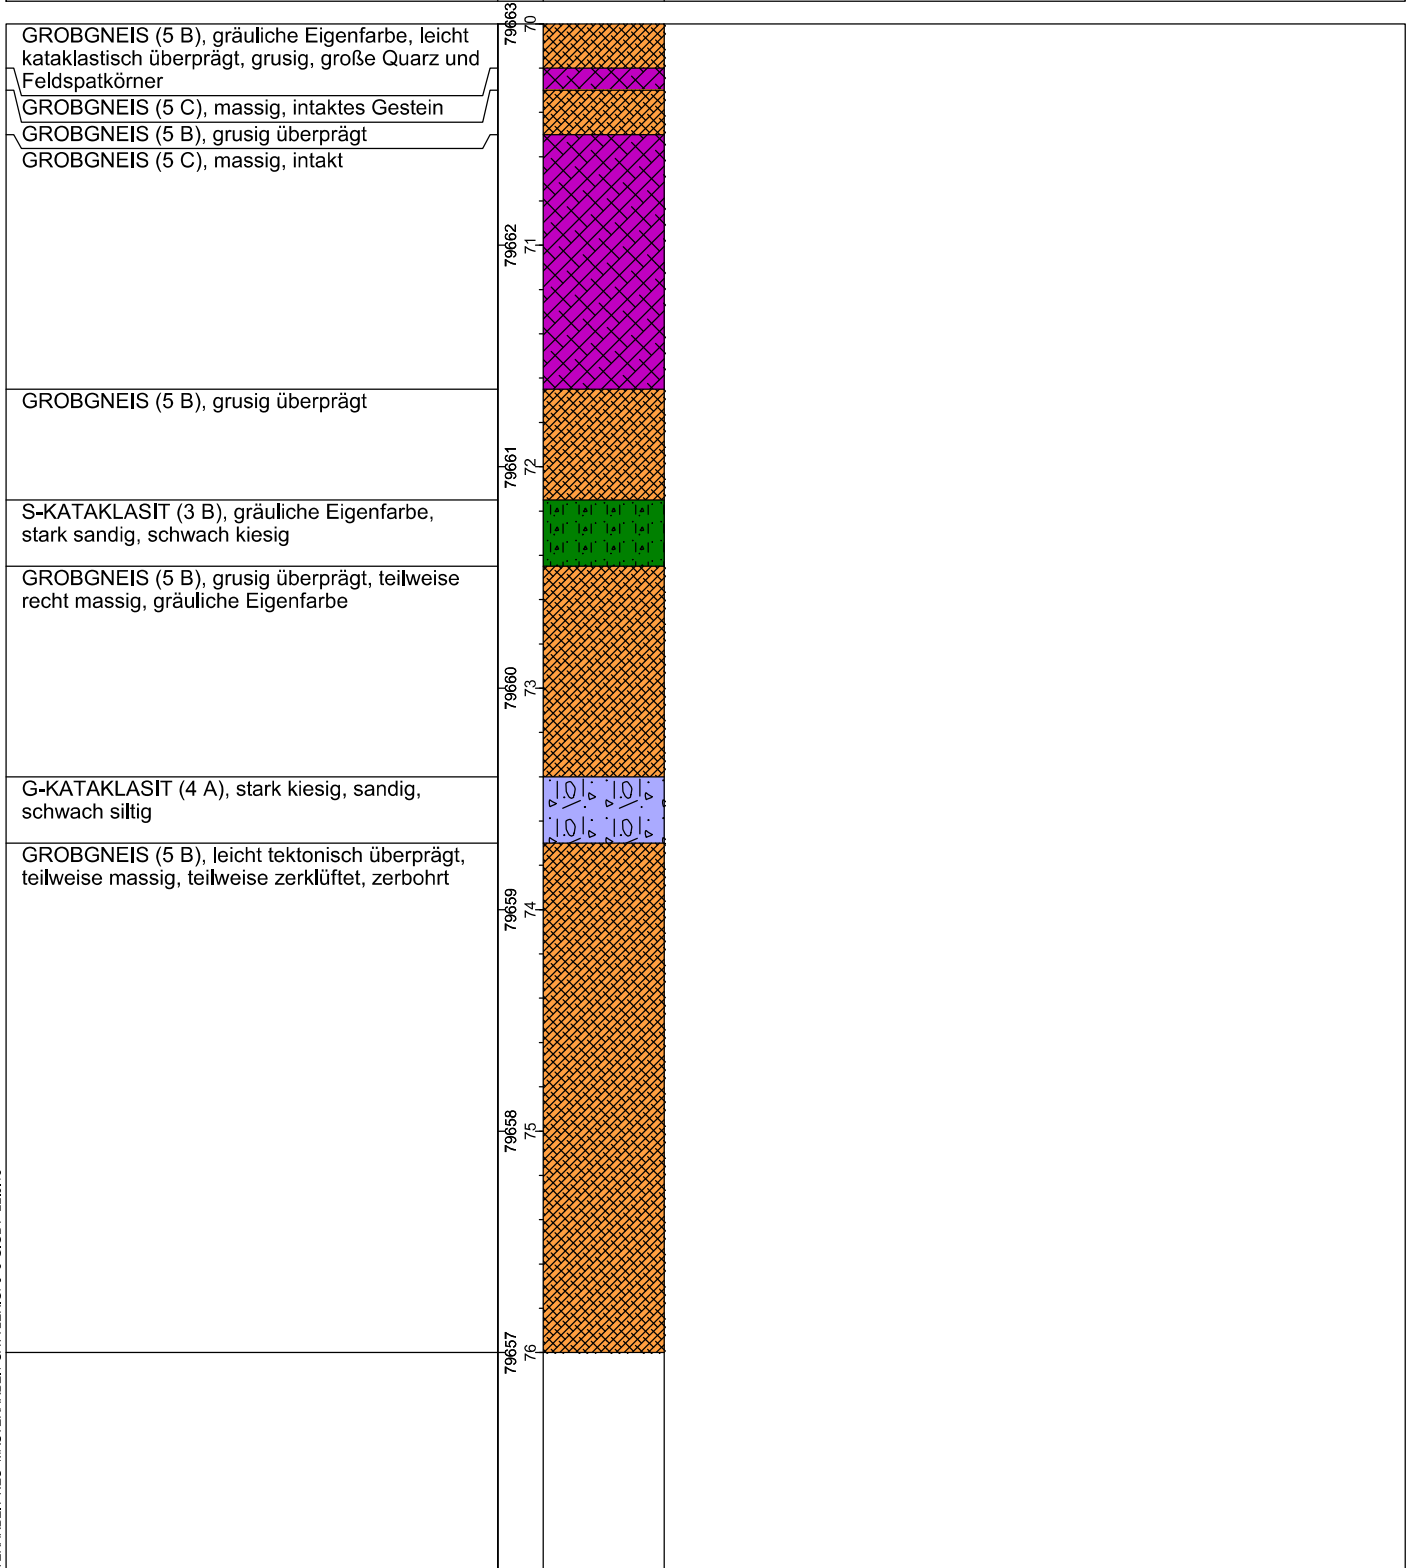 GROBGNEIS (5 B), gräuliche Eigenfarbe, leicht
kataklastisch überprägt, grusig, große Quarz und
Feldspatkörner
GROBGNEIS (5 C), massig, intaktes Gestein
GROBGNEIS (5 B), grusig überprägt
GROBGNEIS (5 C), massig, intakt
GROBGNEIS (5 B), grusig überprägt
S-KATAKLASIT (3 B), gräuliche Eigenfarbe,
stark sandig, schwach kiesig
GROBGNEIS (5 B), grusig überprägt, teilweise
recht massig, gräuliche Eigenfarbe
G-KATAKLASIT (4 A), stark kiesig, sandig,
schwach siltig
GROBGNEIS (5 B), leicht tektonisch überprägt,
teilweise massig, teilweise zerklüftet, zerbohrt
79663 70
79662 71
79661 72
79660 73
79659 74
79658 75
79657 76